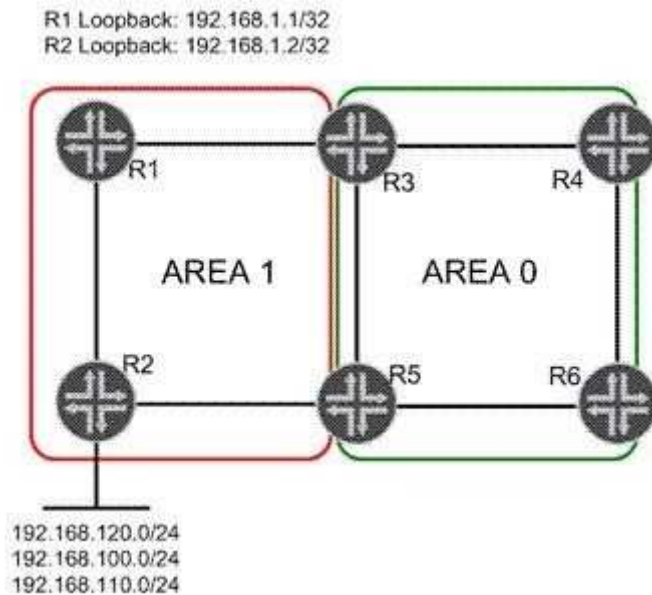 R1 Loopback: 192.168.1.1/32
R2 Loopback: 192.168.1.2/32
R1
R3
R4
AREA 1
AREA 0
R2
R5
R6
192.168.120.0/24
192.168.100.0/24
192.168.110.0/24